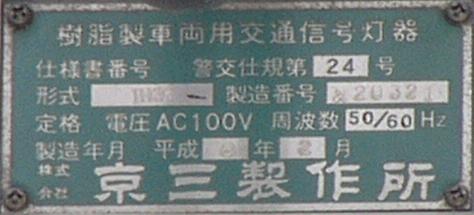 樹脂製車両用交通信号灯器
仕様書番号 警交仕規第 24 号
形式 製造番号
定格 電圧 AC100V 周波数 50/60 Hz
製造年月 平成 年 月
株式会社 京三製作所